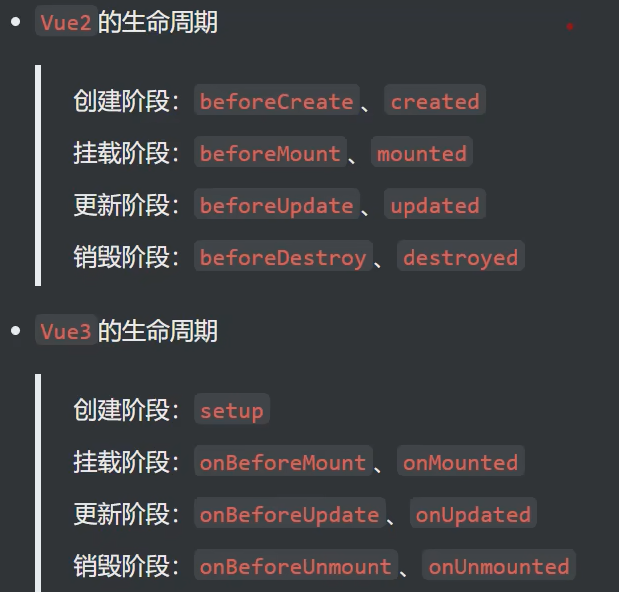 Vue2的生命周期
创建阶段：beforeCreate、created
挂载阶段：beforeMount、mounted
更新阶段：beforeUpdate、updated
销毁阶段：beforeDestroy、destroyed
Vue3的生命周期
创建阶段：setup
挂载阶段：onBeforeMount、onMounted
更新阶段：onBeforeUpdate、onUpdated
销毁阶段：onBeforeUnmount、onUnmounted